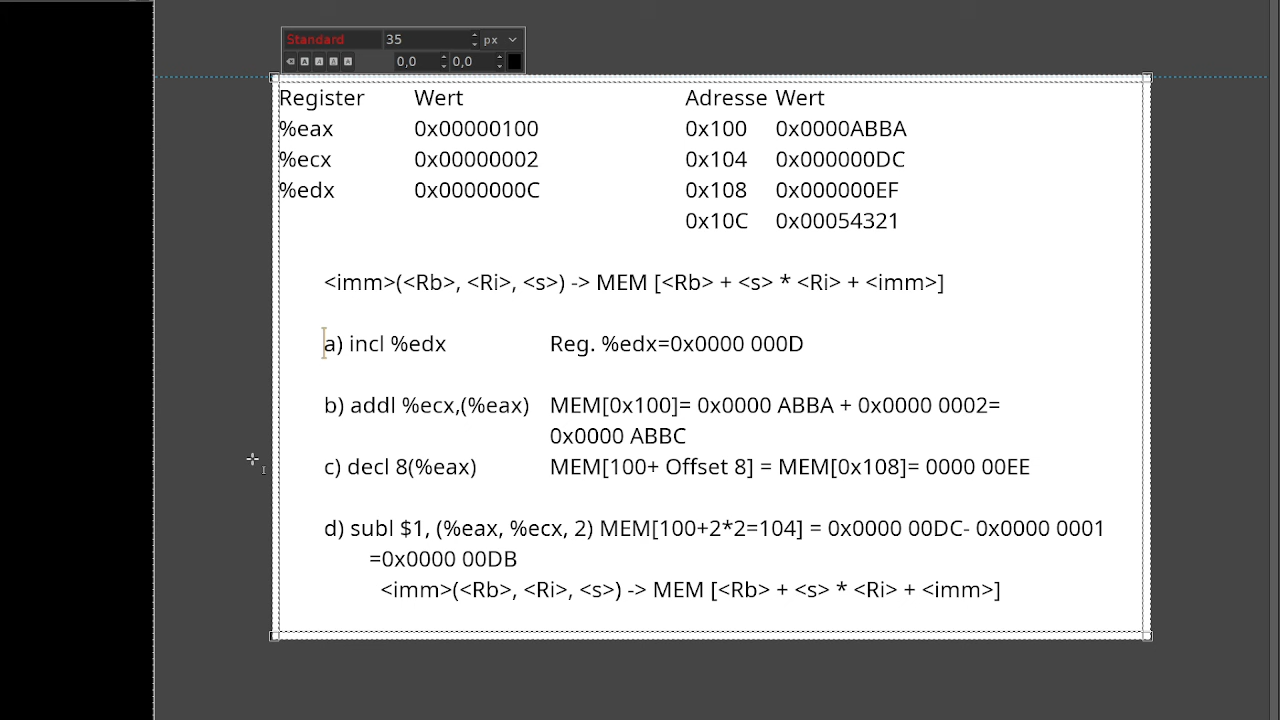 Standard 35 px
0,0 0,0
Register Wert Adresse Wert
%eax 0x00000100 0x100 0x0000ABBA
%ecx 0x00000002 0x104 0x000000DC
%edx 0x0000000C 0x108 0x000000EF
0x10C 0x00054321
<imm>(<Rb>, <Ri>, <s>) -> MEM [<Rb> + <s> * <Ri> + <imm>]
a) incl %edx Reg. %edx=0x0000 000D
b) addl %ecx,(%eax) MEM[0x100]= 0x0000 ABBA + 0x0000 0002=
0x0000 ABBC
c) decl 8(%eax) MEM[100+ Offset 8] = MEM[0x108]= 0000 00EE
d) subl $1, (%eax, %ecx, 2) MEM[100+2*2=104] = 0x0000 00DC- 0x0000 0001
=0x0000 00DB
<imm>(<Rb>, <Ri>, <s>) -> MEM [<Rb> + <s> * <Ri> + <imm>]